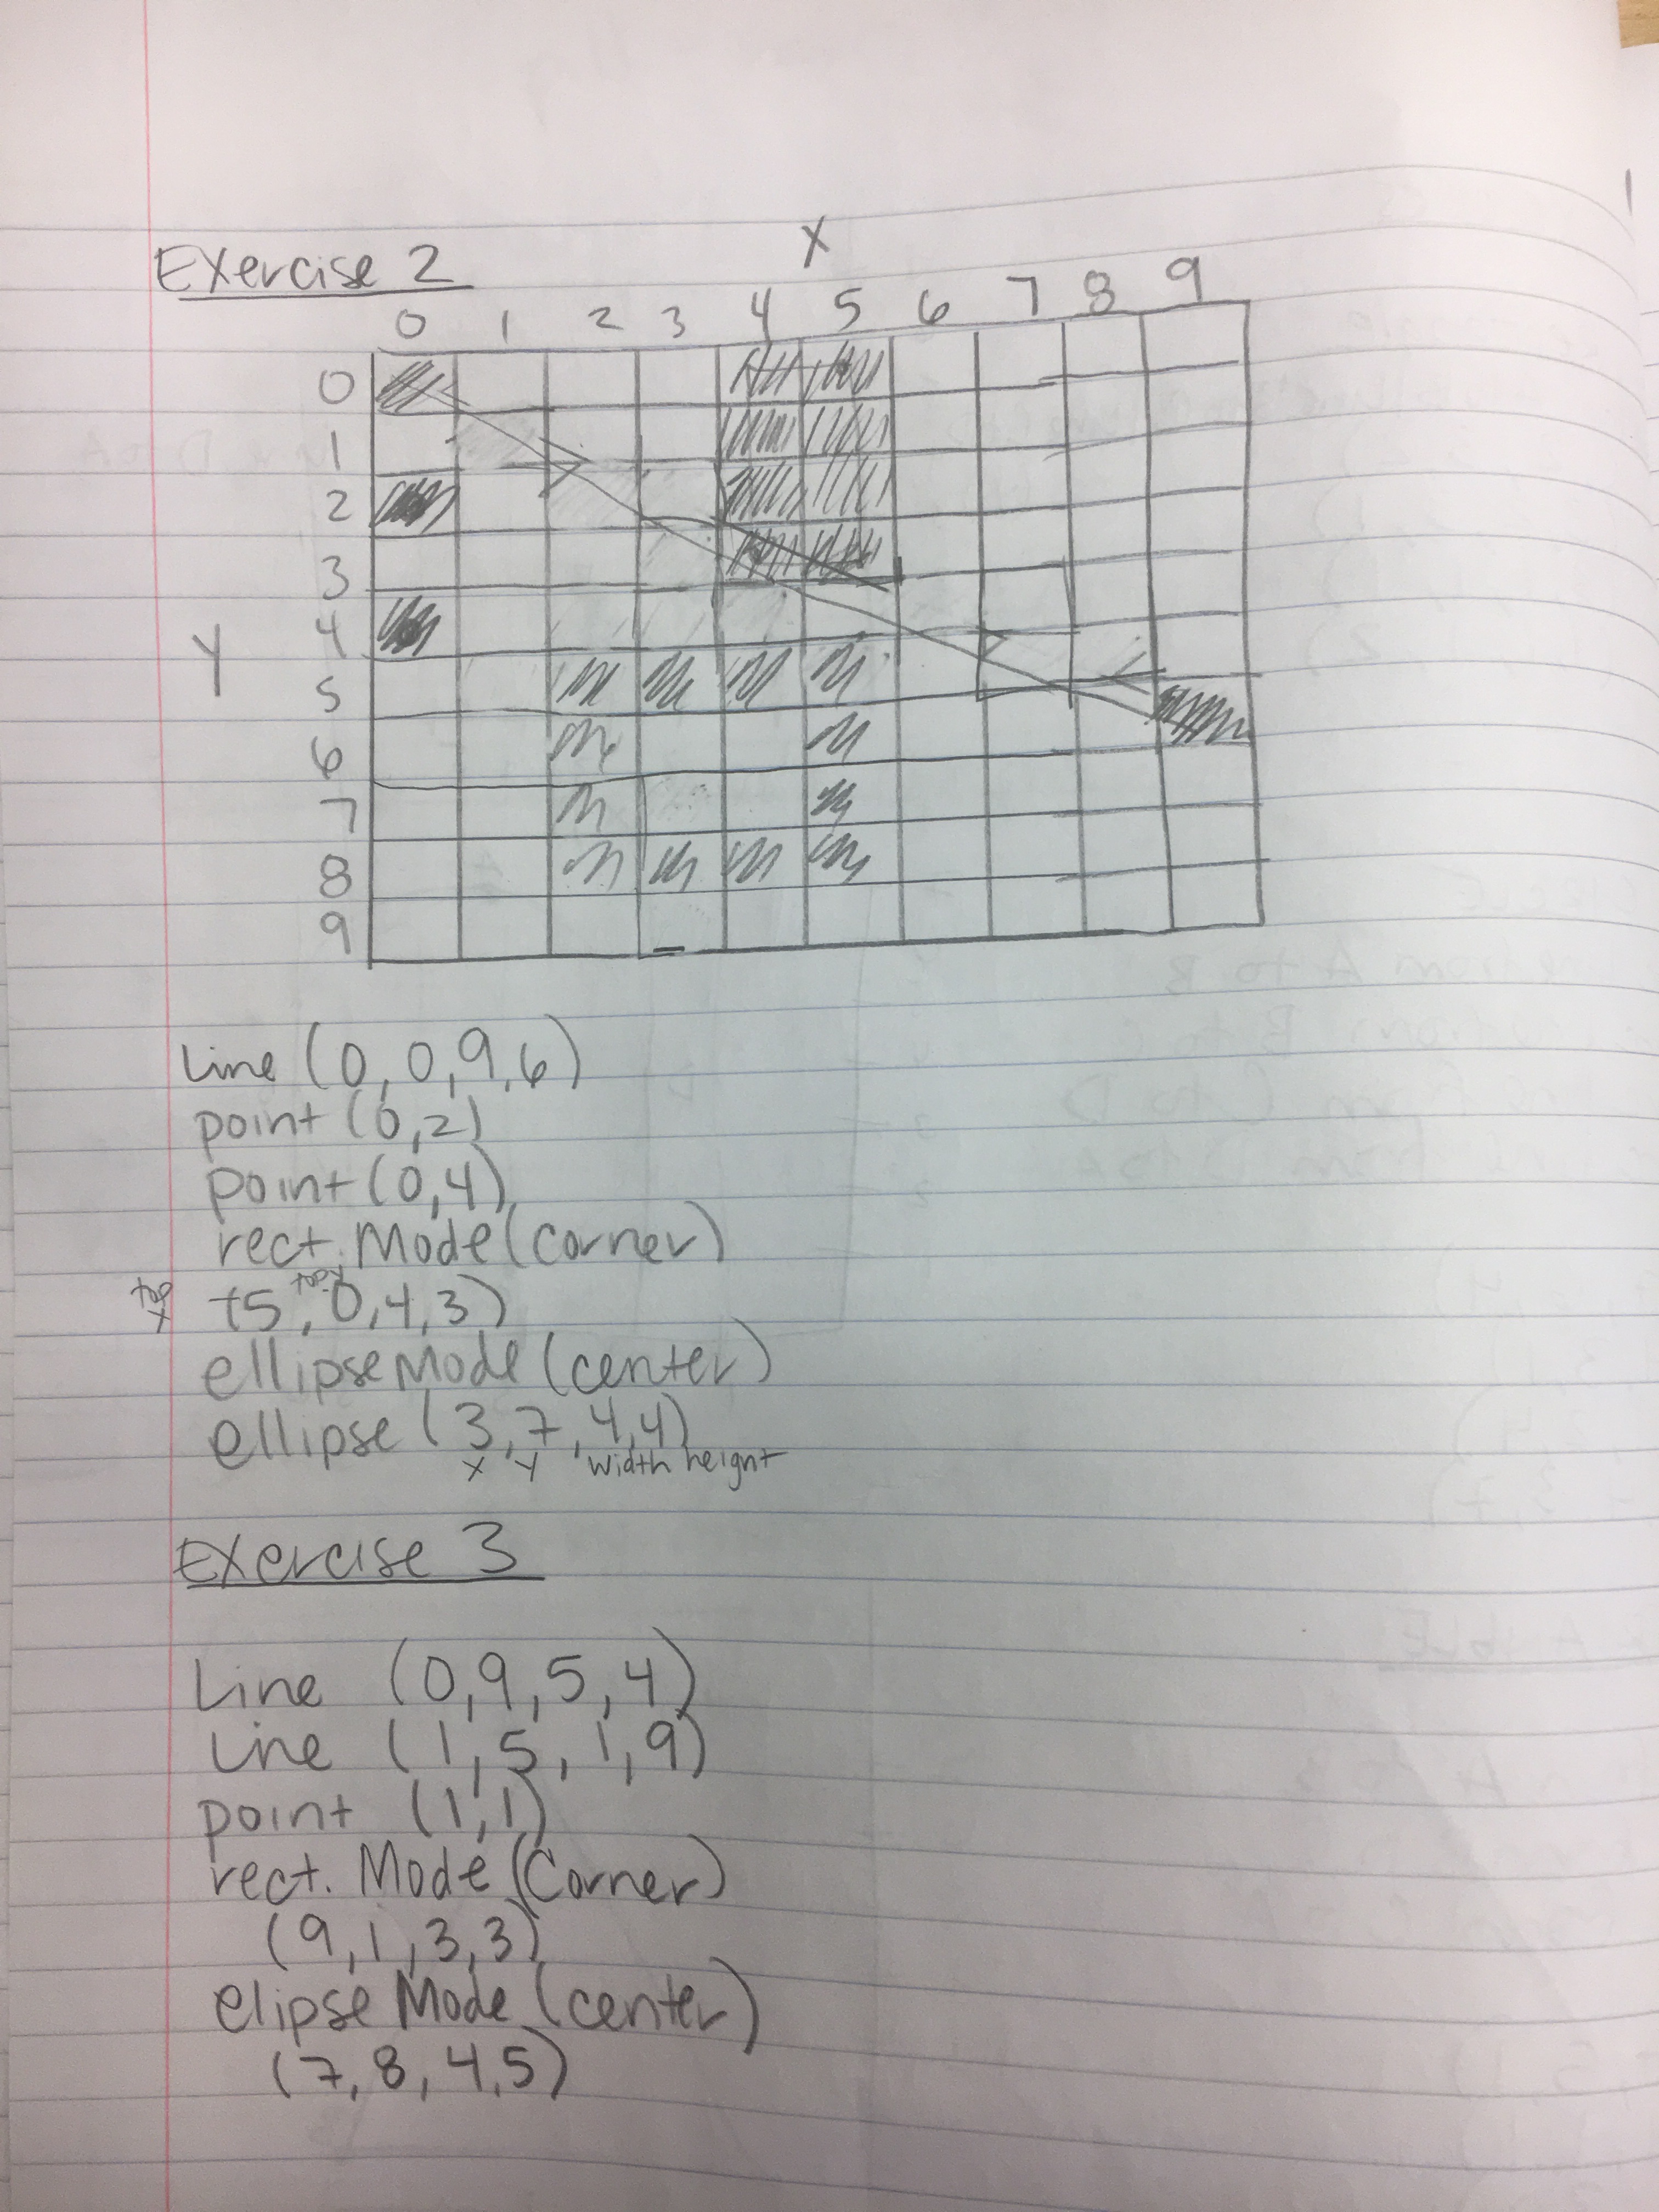 Exercise 2
X
0 1 2 3 4 5 6 7 8 9
0
1
2
3
Y 4
5
6
7
8
9
Line (0,0,9,6)
point (0,2)
point (0,4)
rect. Mode (corner)
top x (5, top y 0,4,3)
ellipse Mode (center)
ellipse (3,7,4,4)
x y width height
Exercise 3
Line (0,9,5,4)
Line (1,5,1,9)
point (1,1)
rect. Mode (Corner)
(9,1,3,3)
elipse Mode (center)
(7,8,4,5)